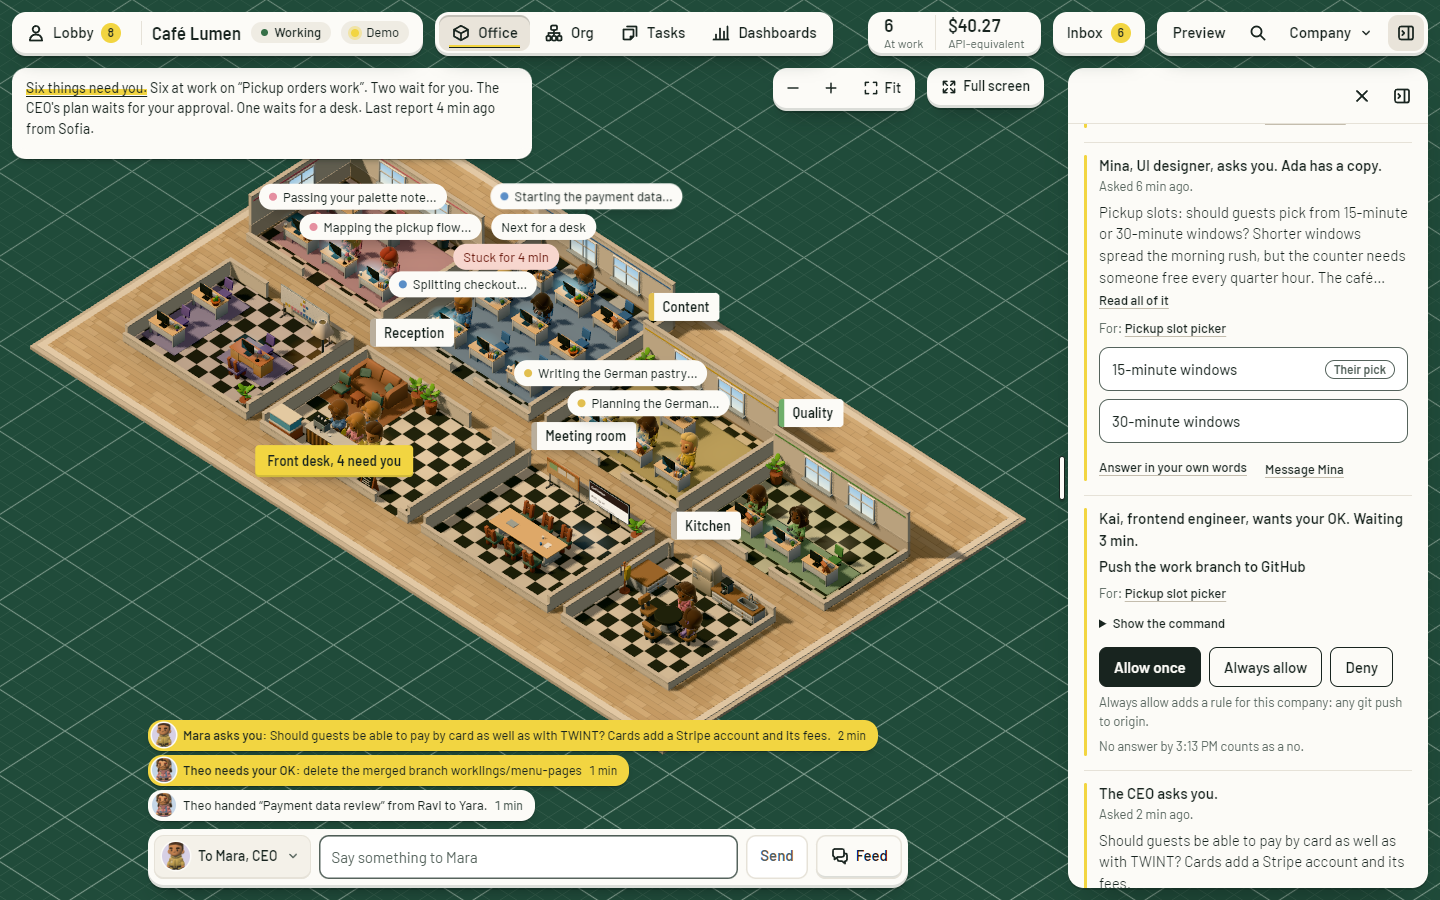 Lobby 8
Café Lumen
Working
Demo
Office
Org
Tasks
Dashboards
6
At work
$40.27
API-equivalent
Inbox 6
Preview
Company
Six things need you. Six at work on “Pickup orders work”. Two wait for you. The
CEO's plan waits for your approval. One waits for a desk. Last report 4 min ago
from Sofia.
Fit
Full screen
Passing your palette note...
Starting the payment data...
Mapping the pickup flow...
Next for a desk
Stuck for 4 min
Splitting checkout...
Content
Reception
Writing the German pastry...
Planning the German...
Quality
Meeting room
Front desk, 4 need you
Kitchen
Mara asks you: Should guests be able to pay by card as well as with TWINT? Cards add a Stripe account and its fees. 2 min
Theo needs your OK: delete the merged branch worklings/menu-pages 1 min
Theo handed “Payment data review” from Ravi to Yara. 1 min
To Mara, CEO
Say something to Mara
Send
Feed
Mina, UI designer, asks you. Ada has a copy.
Asked 6 min ago.
Pickup slots: should guests pick from 15-minute
or 30-minute windows? Shorter windows
spread the morning rush, but the counter needs
someone free every quarter hour. The café...
Read all of it
For: Pickup slot picker
15-minute windows
Their pick
30-minute windows
Answer in your own words
Message Mina
Kai, frontend engineer, wants your OK. Waiting
3 min.
Push the work branch to GitHub
For: Pickup slot picker
Show the command
Allow once
Always allow
Deny
Always allow adds a rule for this company: any git push
to origin.
No answer by 3:13 PM counts as a no.
The CEO asks you.
Asked 2 min ago.
Should guests be able to pay by card as well as
with TWINT? Cards add a Stripe account and its
fees.